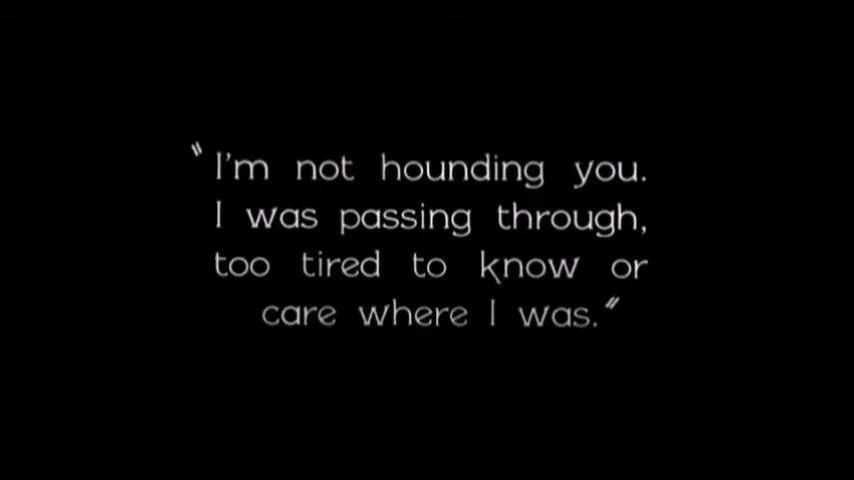 "I'm not hounding you.
I was passing through,
too tired to know or
care where I was."